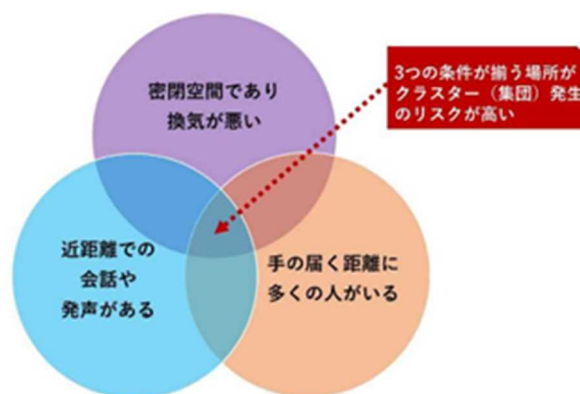 密閉空間であり
換気が悪い
3つの条件が揃う場所が
クラスター（集団）発生
のリスクが高い
近距離での
会話や
発声がある
手の届く距離に
多くの人がいる